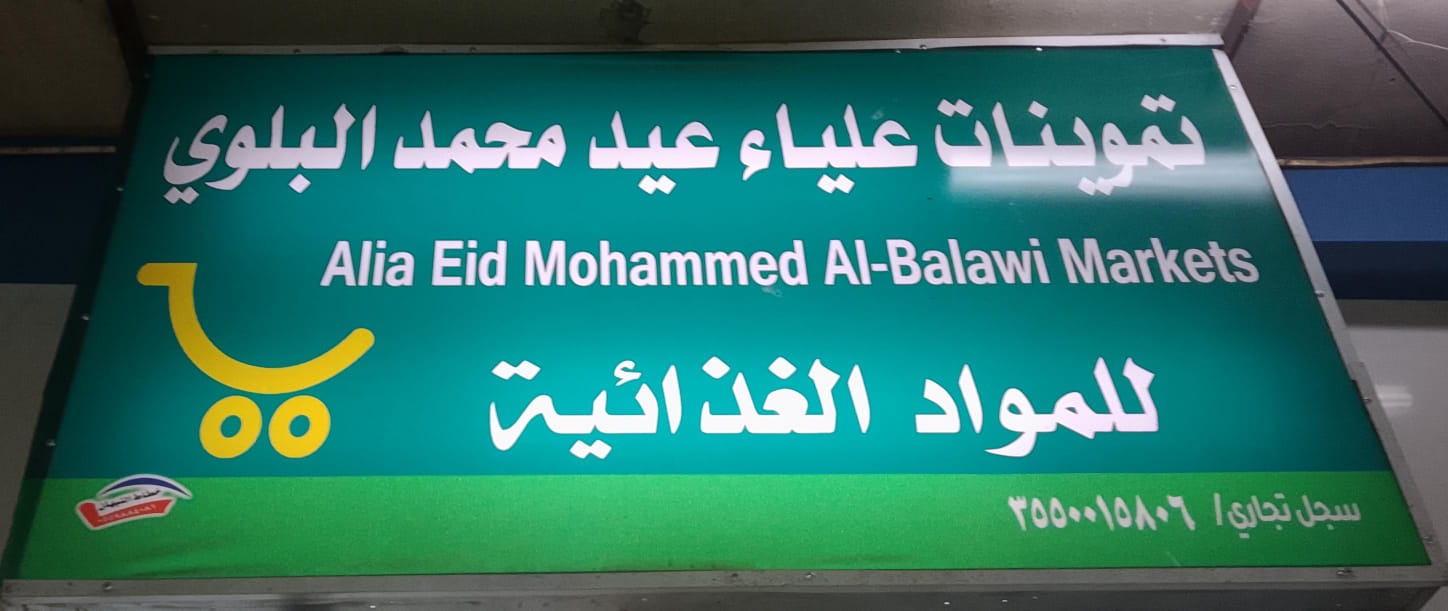 تموينات علياء عيد محمد البلوي
Alia Eid Mohammed Al-Balawi Markets
للمواد الغذائية
سجل تجاري/ ٣٥٥٠٠١٥٨٠٦